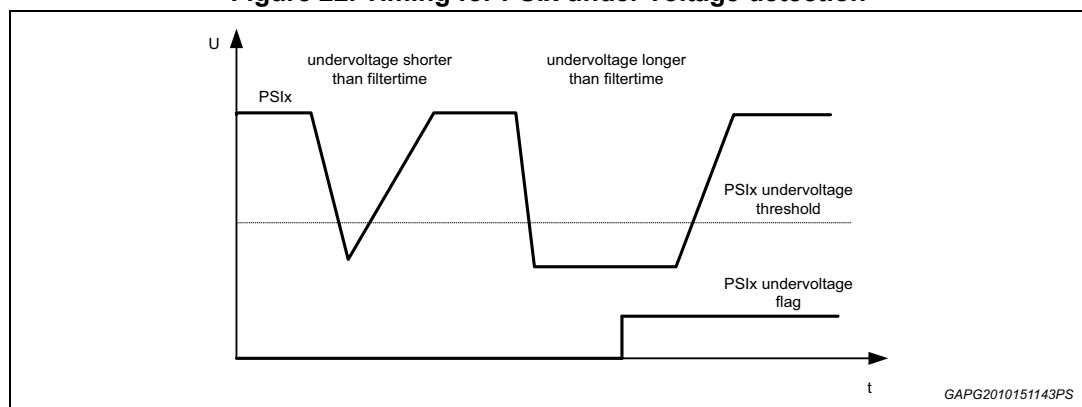 Figure 22. Timing for PSIx under voltage detection
U
undervoltage shorter
than filtertime
undervoltage longer
than filtertime
PSIx
PSIx undervoltage
threshold
PSIx undervoltage
flag
t
GAPG2010151143PS